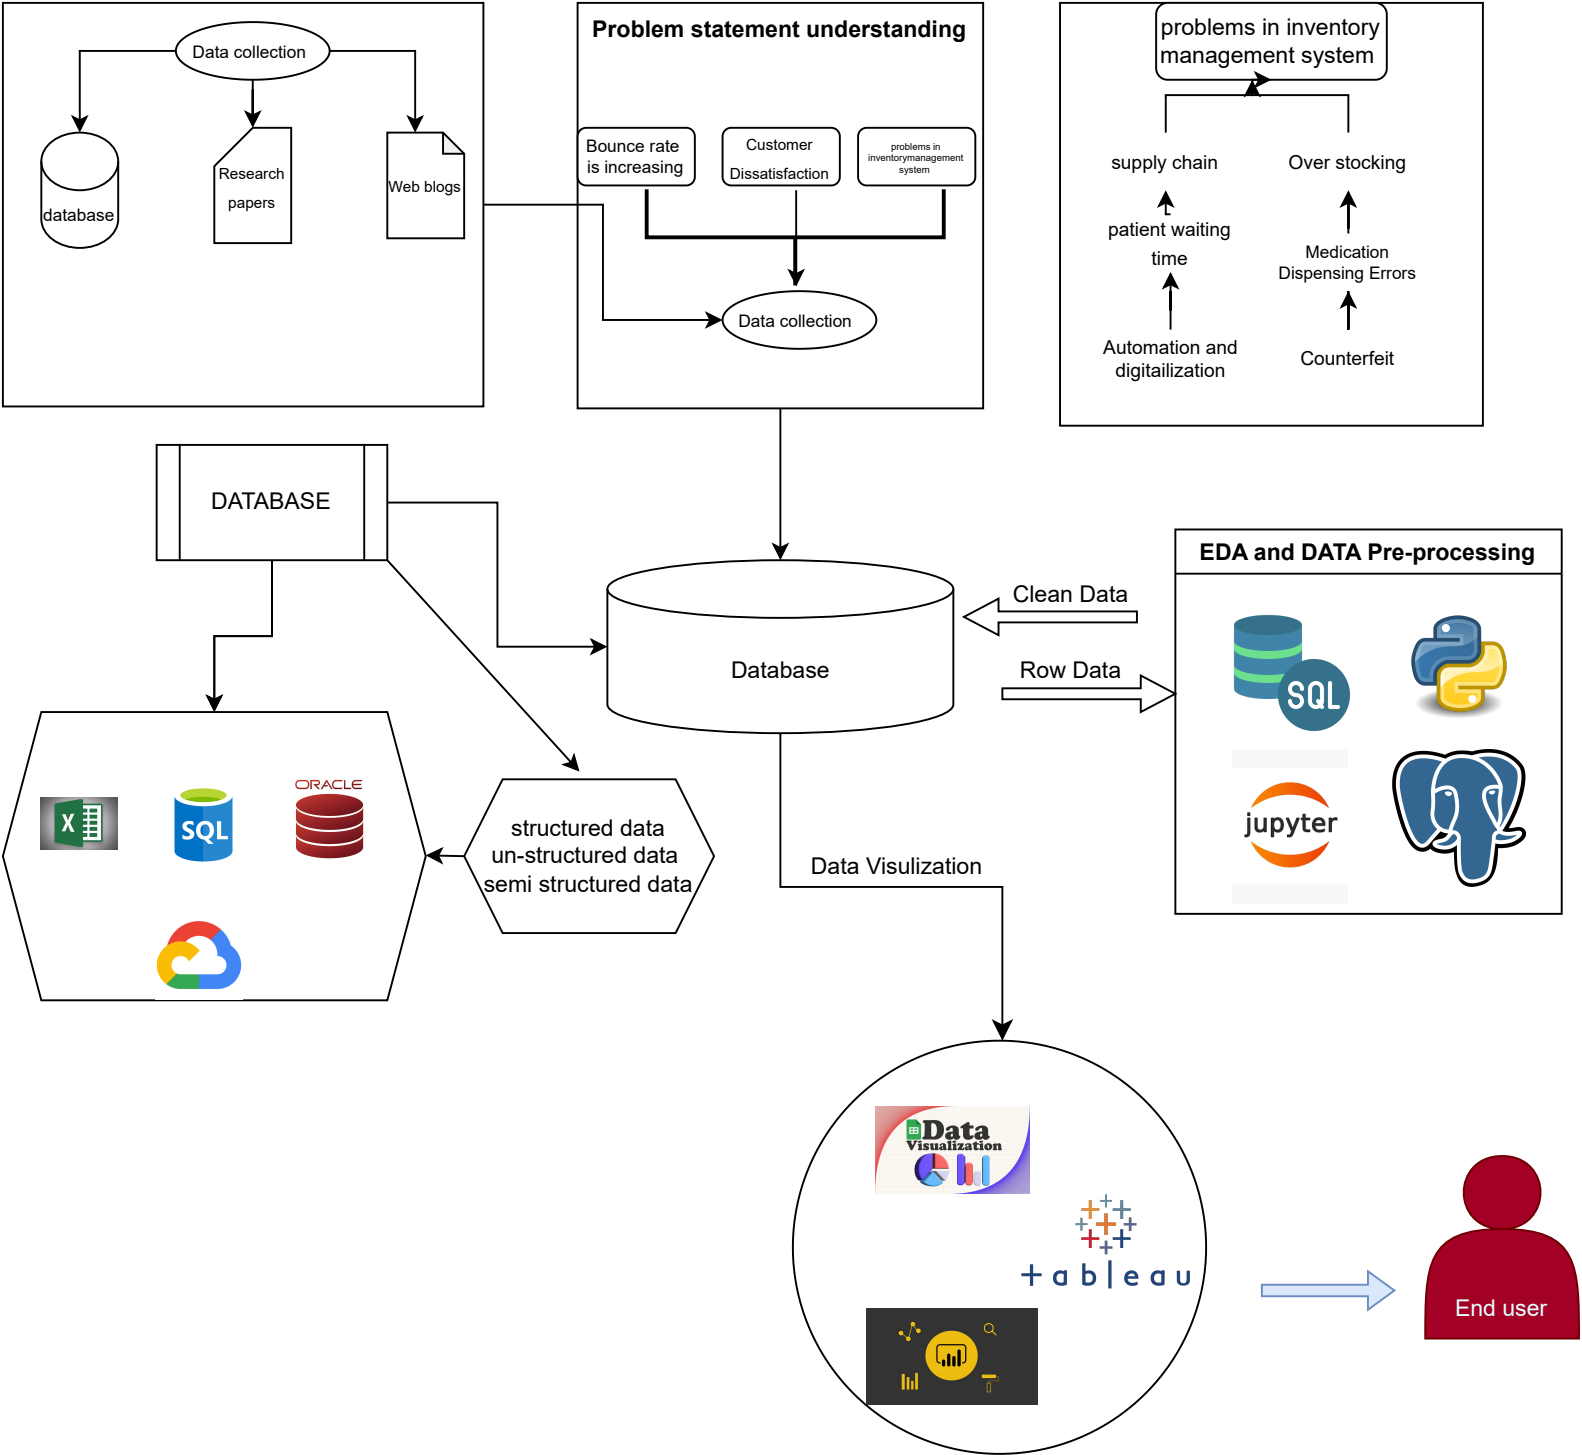 Data collection
database
Research
papers
Web blogs
Problem statement understanding
Bounce rate
is increasing
Customer
Dissatisfaction
problems in
inventorymanagement
system
Data collection
problems in inventory
management system
supply chain
Over stocking
patient waiting
time
Medication
Dispensing Errors
Automation and
digitailization
Counterfeit
DATABASE
Database
Clean Data
Row Data
EDA and DATA Pre-processing
SQL
jupyter
X
SQL
ORACLE
structured data
un-structured data
semi structured data
Data Visulization
Data
Visualization
+ableau
End user